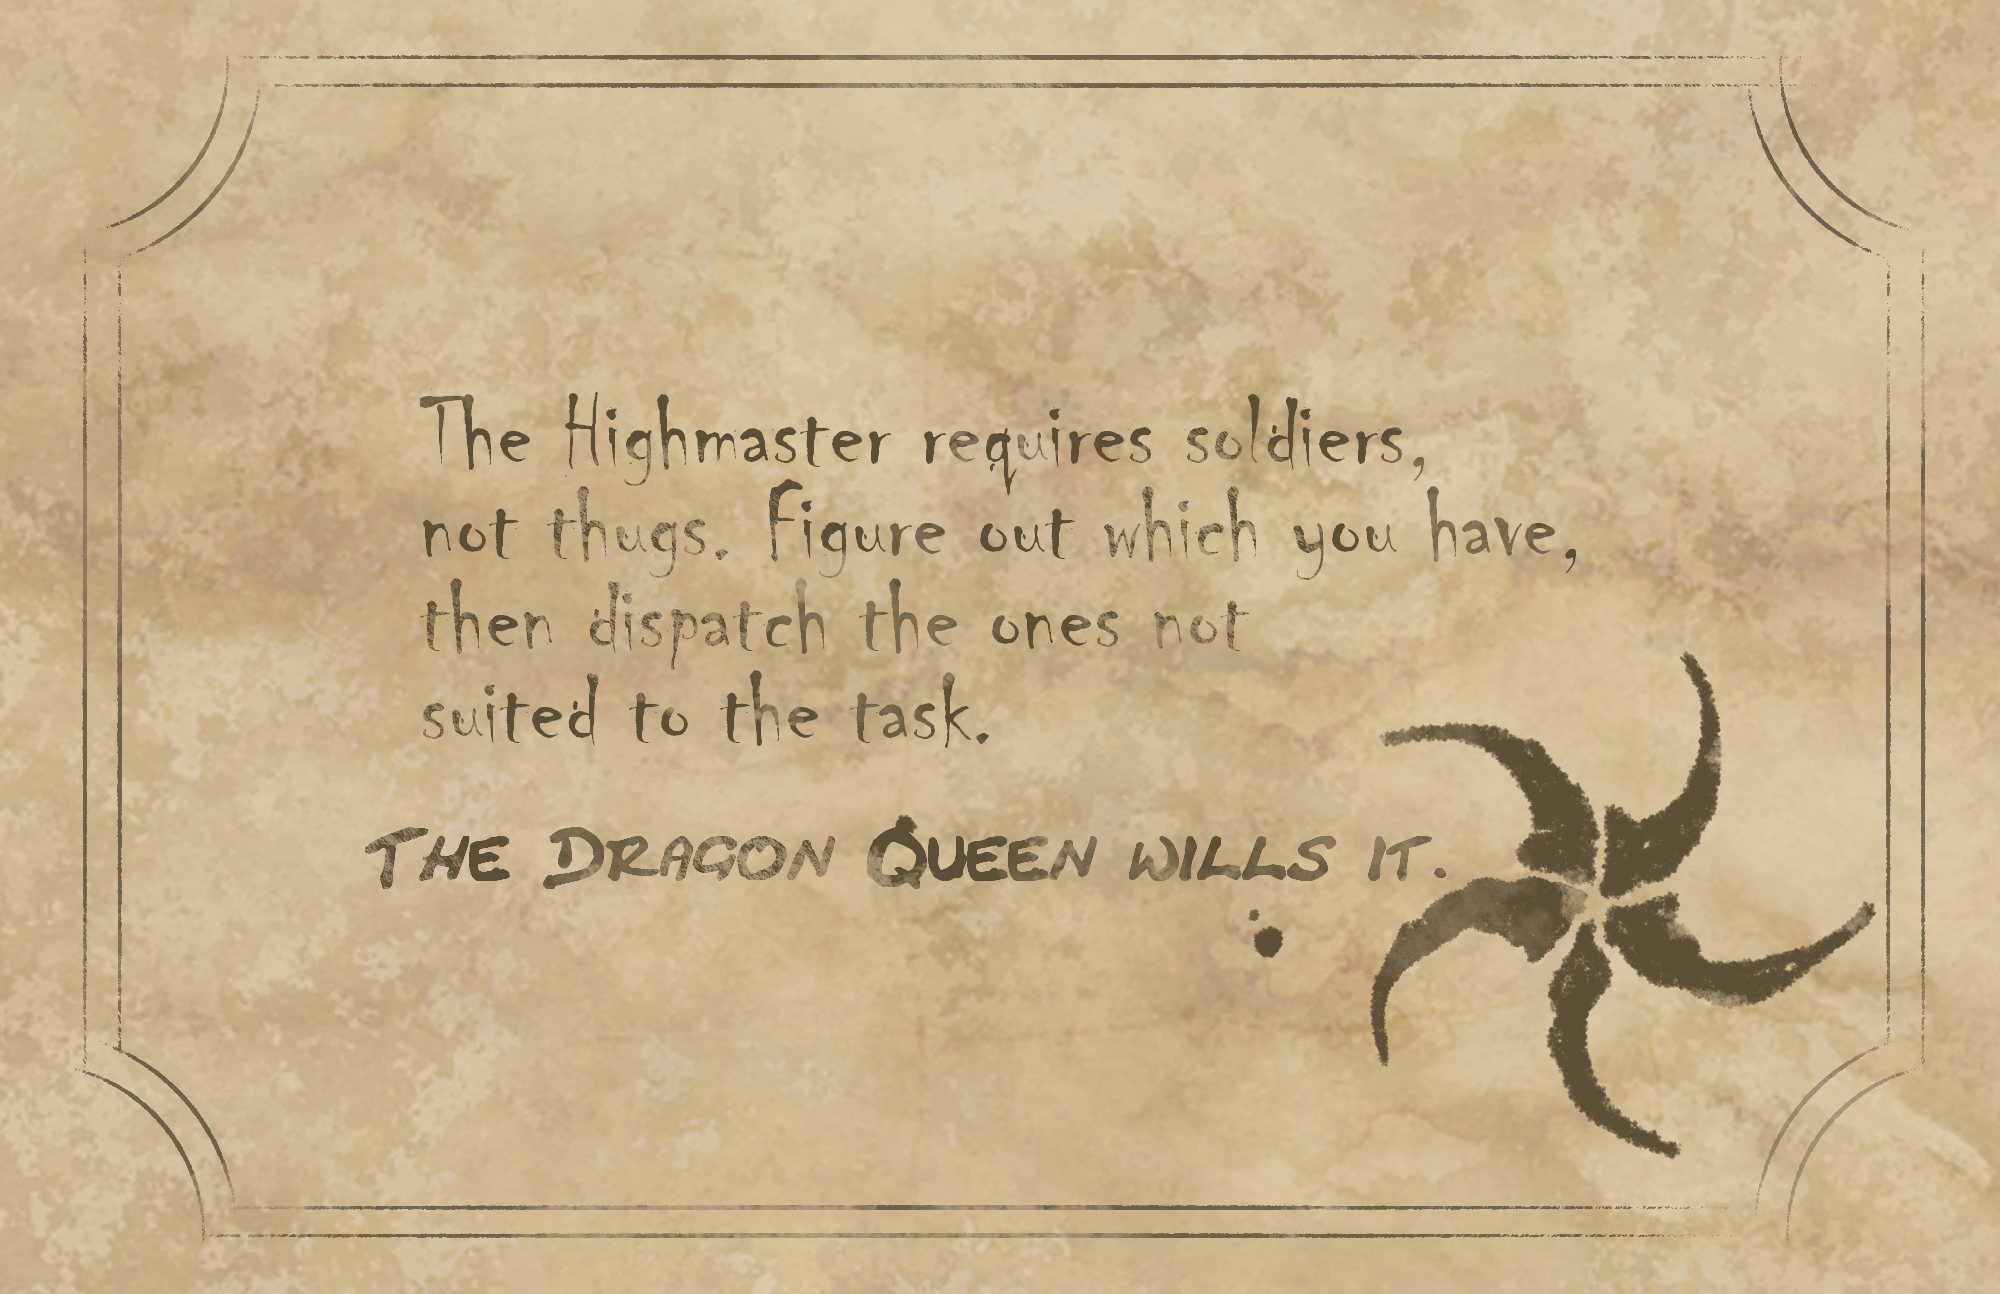 The Highmaster requires soldiers,
not thugs. Figure out which you have,
then dispatch the ones not
suited to the task.
THE DRAGON QUEEN WILLS IT.